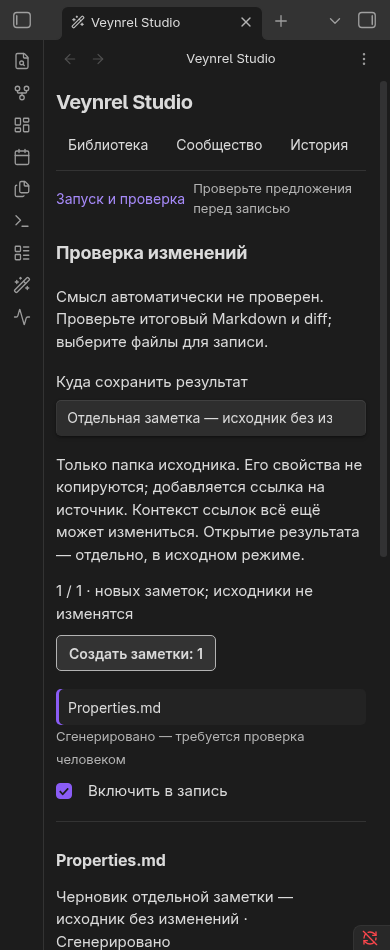 Veynrel Studio
Veynrel Studio
Veynrel Studio
Библиотека Сообщество История
Запуск и проверка Проверьте предложения
перед записью
Проверка изменений
Смысл автоматически не проверен.
Проверьте итоговый Markdown и diff;
выберите файлы для записи.
Куда сохранить результат
Отдельная заметка — исходник без из
Только папка исходника. Его свойства не
копируются; добавляется ссылка на
источник. Контекст ссылок всё ещё
может измениться. Открытие результата
— отдельно, в исходном режиме.
1 / 1 · новых заметок; исходники не
изменятся
Создать заметки: 1
Properties.md
Сгенерировано — требуется проверка
человеком
Включить в запись
Properties.md
Черновик отдельной заметки —
исходник без изменений ·
Сгенерировано